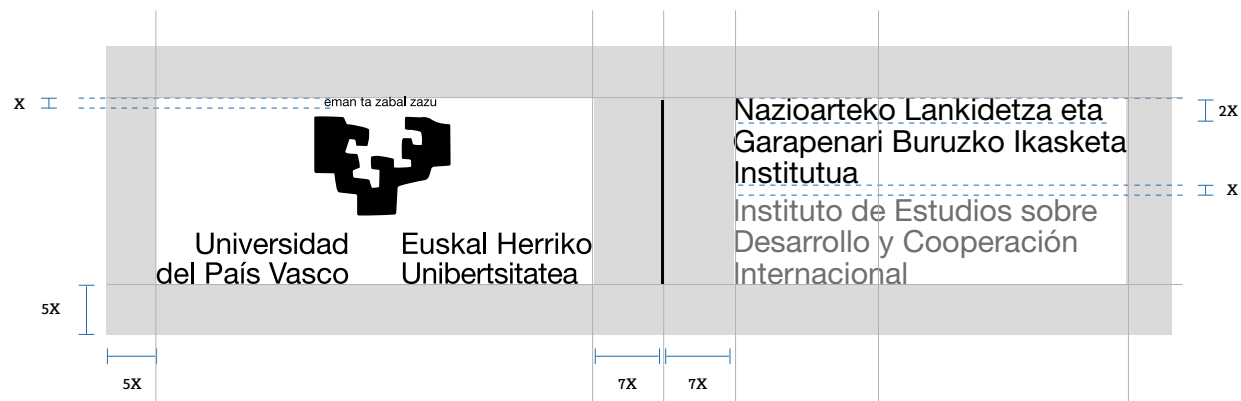 X
eman ta zabal zazu
Universidad
del País Vasco
Euskal Herriko
Unibertsitatea
Nazioarteko Lankidetza eta
Garapenari Buruzko Ikasketa
Institutua
Instituto de Estudios sobre
Desarrollo y Cooperación
Internacional
2X
X
5X
5X
7X
7X